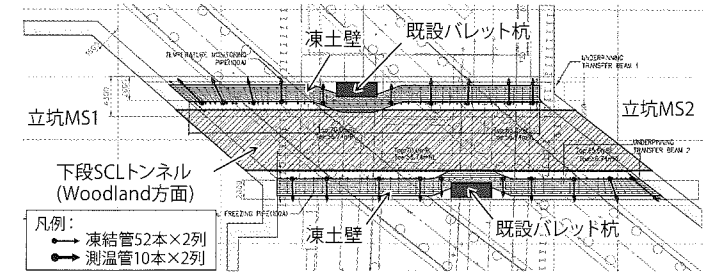 凍土壁
既設バレット杭
TEMPERATURE MONITORING
PIPE(100A)
UNDERPINNING
TRANSFER BEAM 1
立坑MS1
立坑MS2
UNDERPINNING
TRANSFER BEAM 2
下段SCLトンネル
(Woodland方面)
FREEZING PIPE(100A)
凍土壁
既設バレット杭
凡例:
凍結管52本×2列
測温管10本×2列